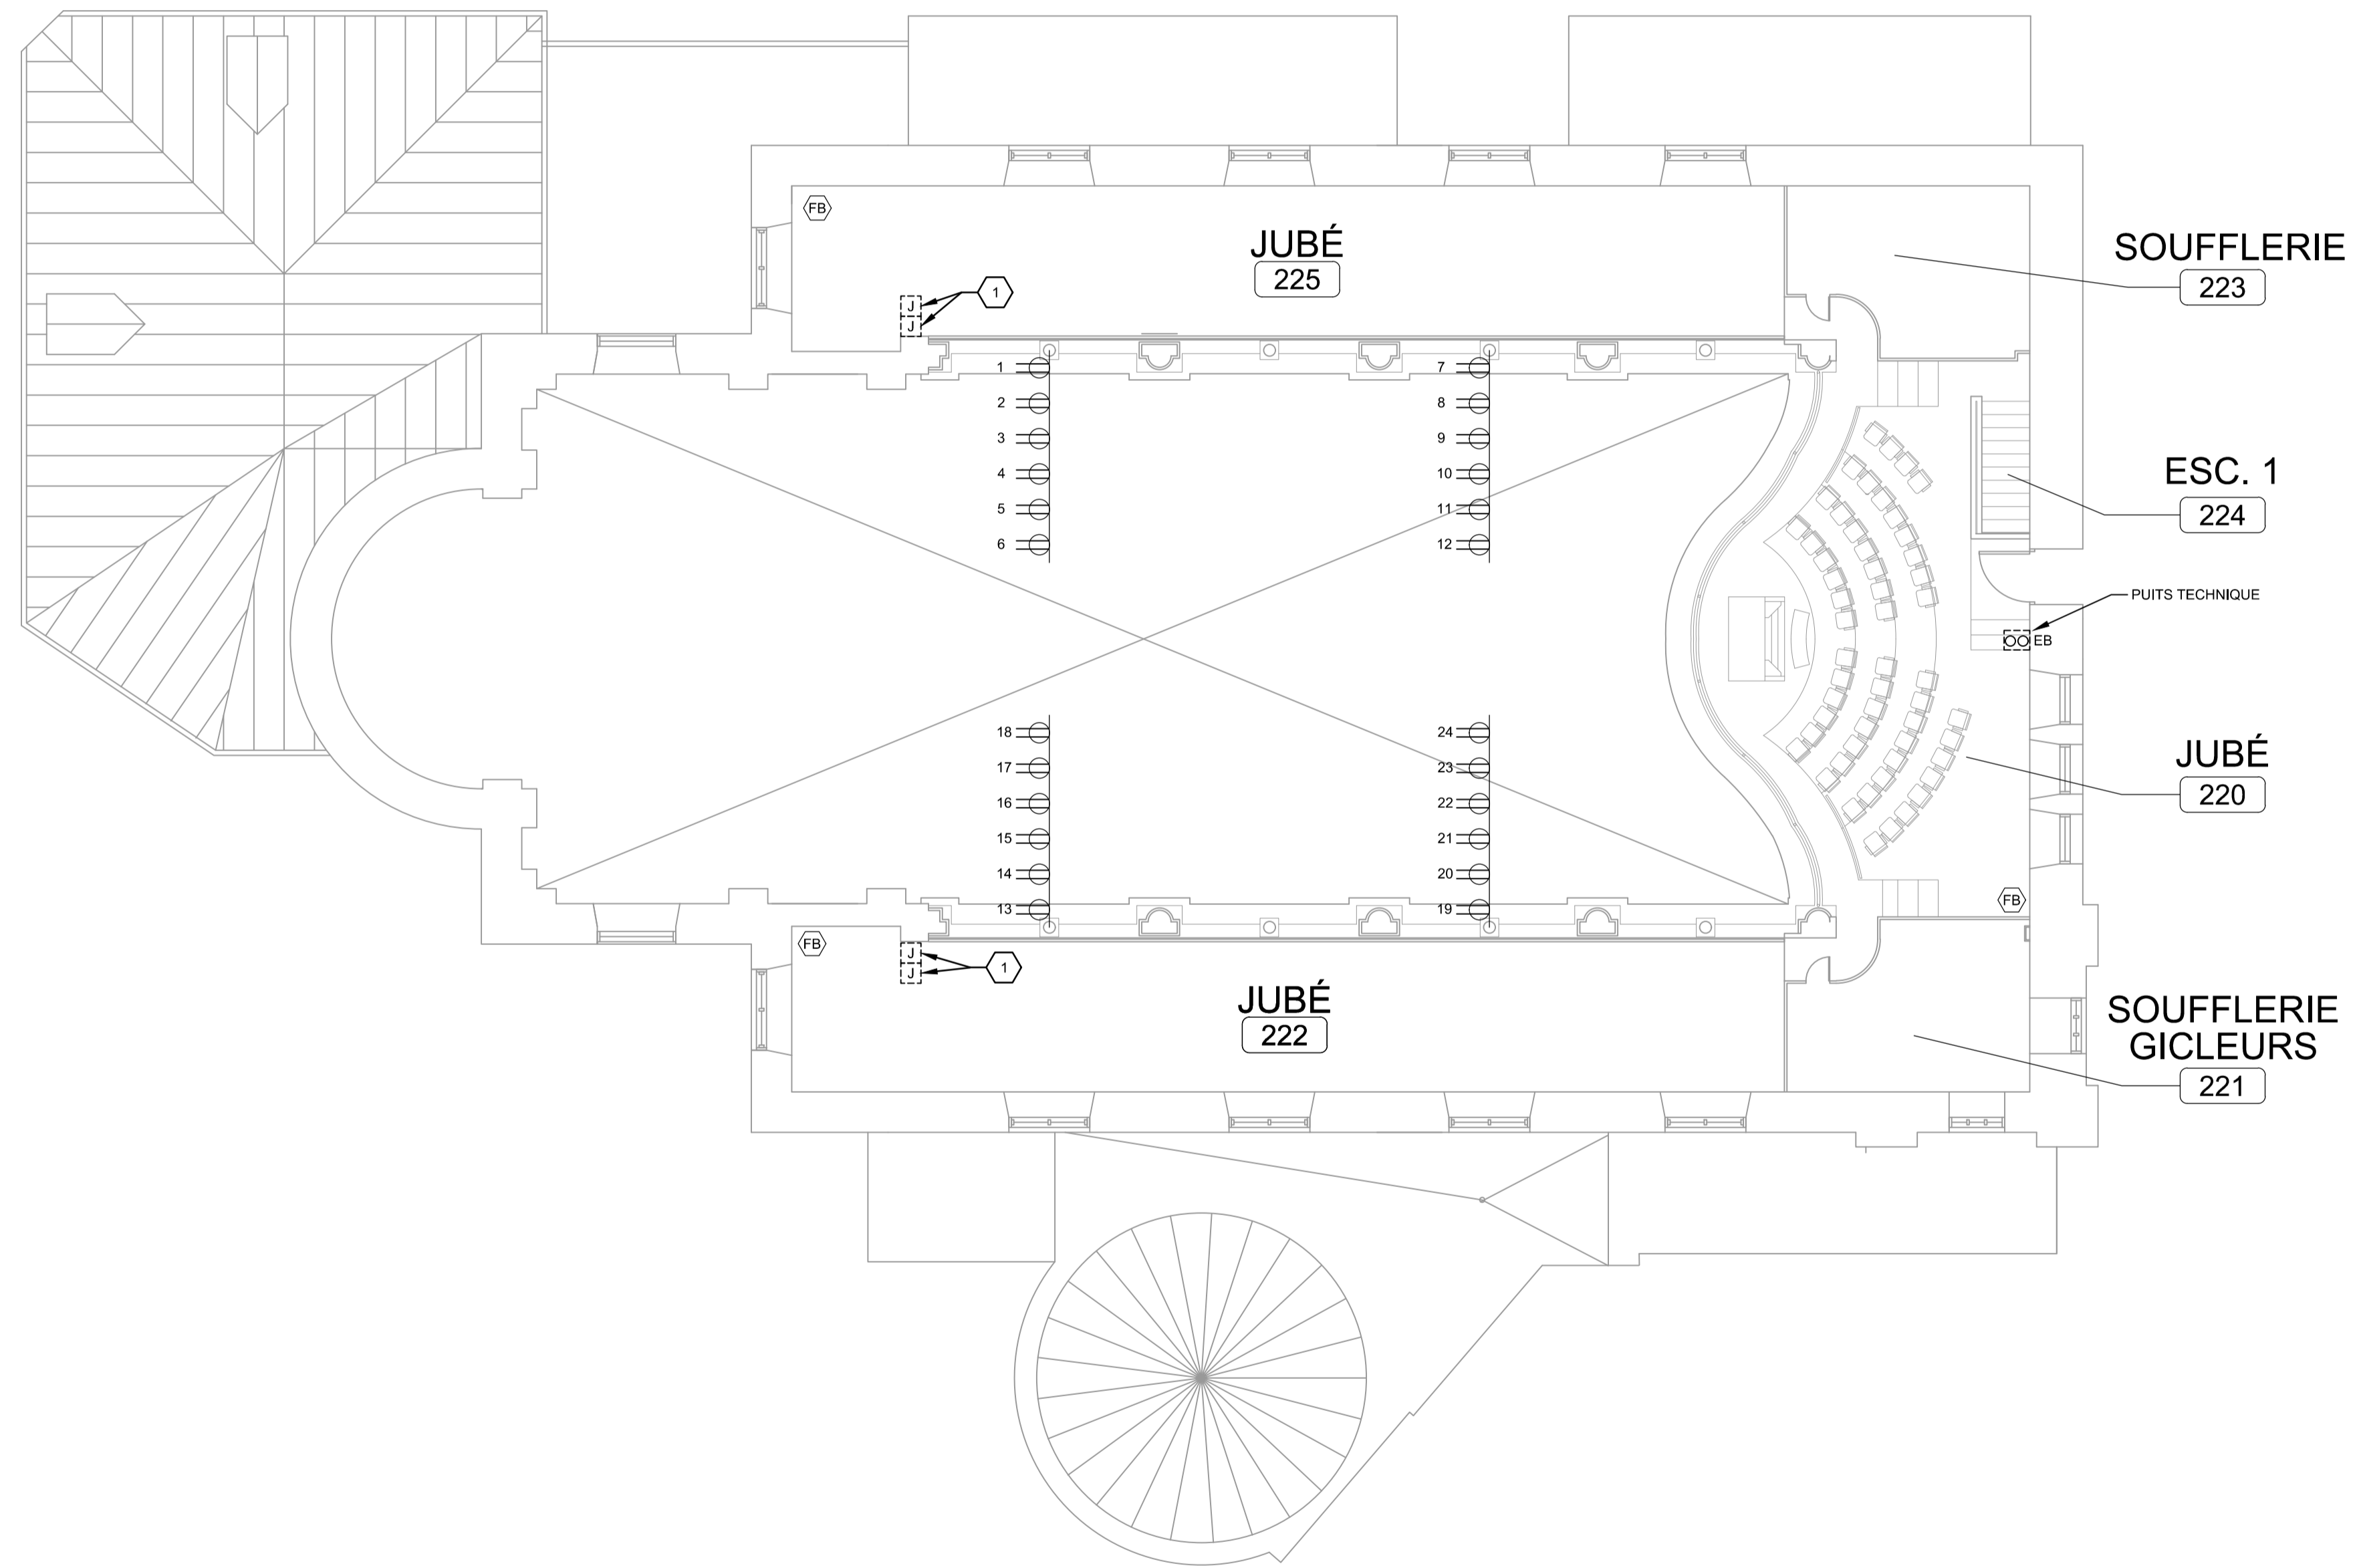 FB
JUBÉ
225
SOUFFLERIE
223
J
J
1
1
2
3
4
5
6
7
8
9
10
11
12
ESC. 1
224
PUITS TECHNIQUE
EB
18
17
16
15
14
13
24
23
22
21
20
19
JUBÉ
220
FB
FB
J
J
1
JUBÉ
222
SOUFFLERIE
GICLEURS
221